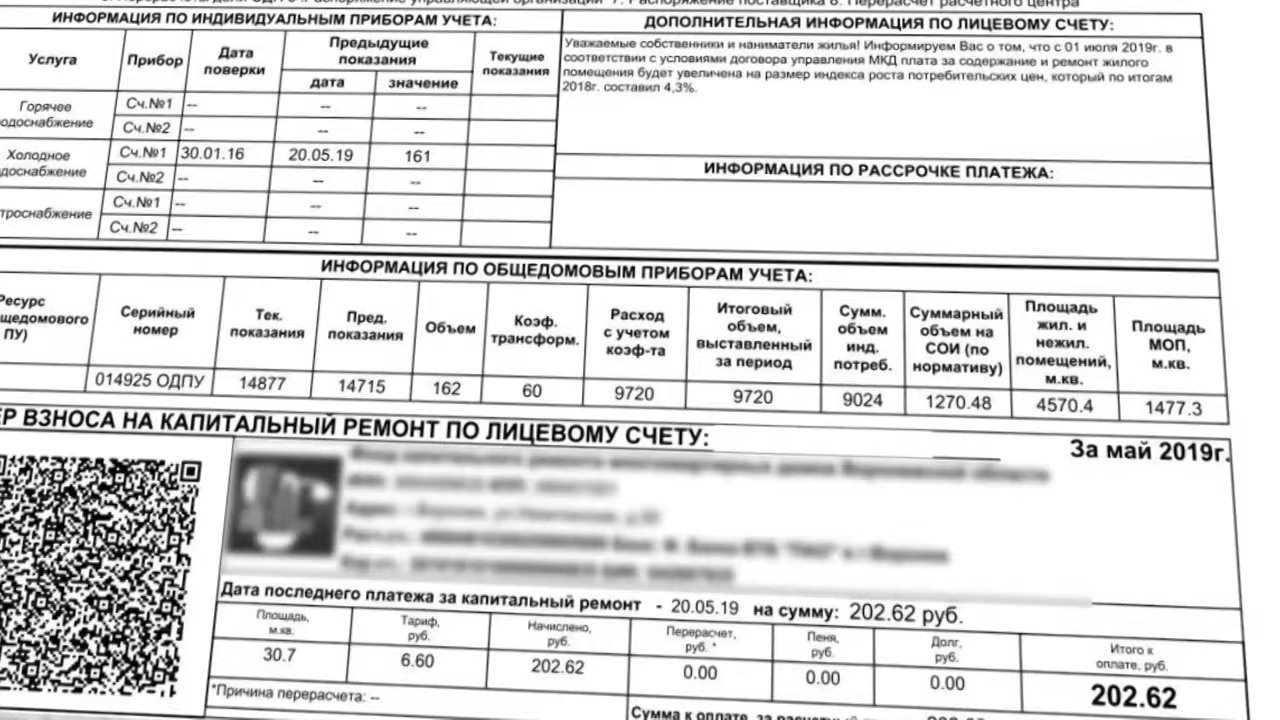 Перерасчет расчетного центра
ИНФОРМАЦИЯ ПО ИНДИВИДУАЛЬНЫМ ПРИБОРАМ УЧЕТА:
Услуга Прибор Дата поверки Предыдущие показания Текущие показания
дата значение
Горячее
Сч.№1 -- -- --
Сч.№2 -- -- --
Холодное
Сч.№1 30.01.16 20.05.19 161
Сч.№2 -- -- --
Сч.№1 -- -- --
Сч.№2 -- -- --
ДОПОЛНИТЕЛЬНАЯ ИНФОРМАЦИЯ ПО ЛИЦЕВОМУ СЧЕТУ:
Уважаемые собственники и наниматели жилья! Информируем Вас о том, что с 01 июля 2019г. в
соответствии с условиями договора управления МКД плата за содержание и ремонт жилого
помещения будет увеличена на размер индекса роста потребительских цен, который по итогам
2018г. составил 4,3%.
ИНФОРМАЦИЯ ПО РАССРОЧКЕ ПЛАТЕЖА:
ИНФОРМАЦИЯ ПО ОБЩЕДОМОВЫМ ПРИБОРАМ УЧЕТА:
Ресурс
щедомового
ПУ)
Серийный номер
Тек. показания
Пред. показания
Объем
Коэф. трансформ.
Расход с учетом коэф-та
Итоговый объем, выставленный за период
Сумм. объем инд. потреб.
Суммарный объем на СОИ (по нормативу)
Площадь жил. и нежил. помещений, м.кв.
Площадь МОП, м.кв.
014925 ОДПУ 14877 14715 162 60 9720 9720 9024 1270.48 4570.4 1477.3
ЕР ВЗНОСА НА КАПИТАЛЬНЫЙ РЕМОНТ ПО ЛИЦЕВОМУ СЧЕТУ:
За май 2019г.
Дата последнего платежа за капитальный ремонт - 20.05.19 на сумму: 202.62 руб.
Площадь, м.кв. Тариф, руб. Начислено, руб. Перерасчет, руб. * Пеня, руб. Долг, руб. Итого к оплате, руб.
30.7 6.60 202.62 0.00 0.00 0.00 202.62
*Причина перерасчета: --
Сумма к оплате, за